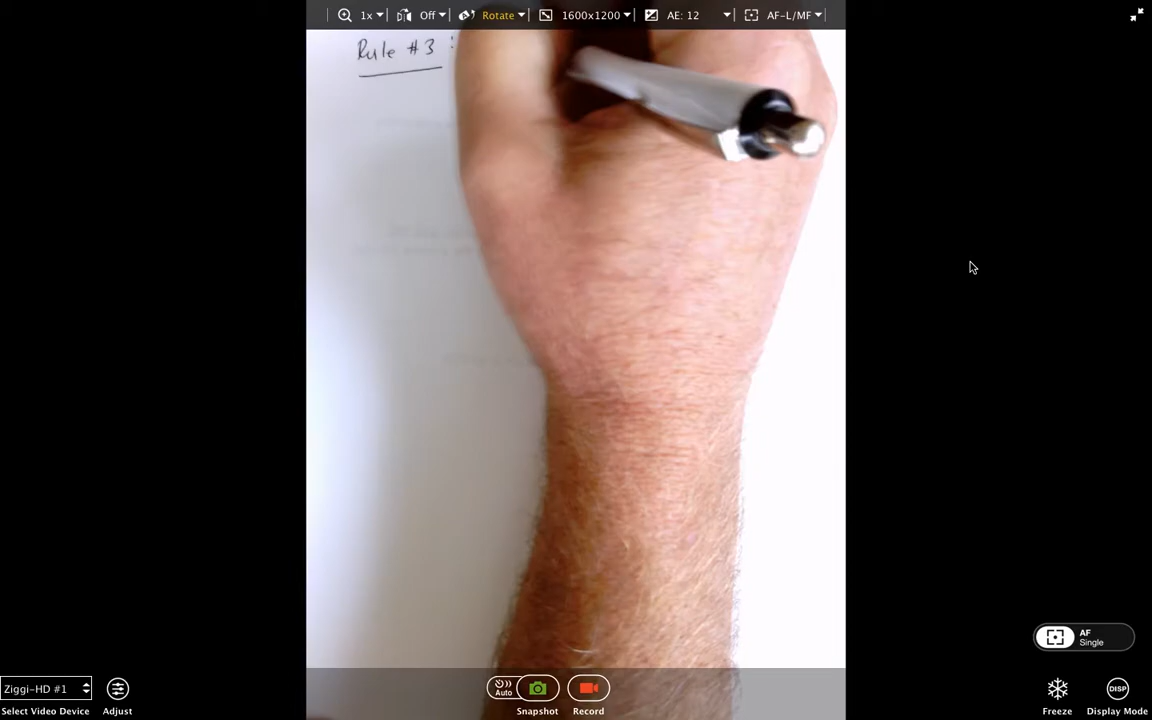 1x Off Rotate 1600x1200 AE: 12 AF-L/MF
Rule #3 :
AF
Single
Ziggi-HD #1
Auto
Select Video Device Adjust Snapshot Record Freeze Display Mode
DISP